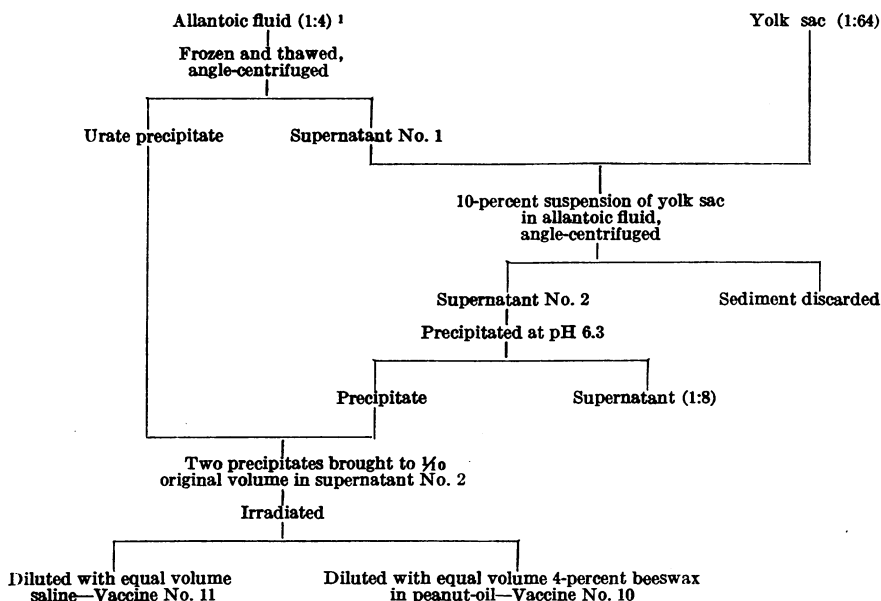 Allantoic fluid (1:4) ¹
Yolk sac (1:64)
Frozen and thawed,
angle-centrifuged
Urate precipitate
Supernatant No. 1
10-percent suspension of yolk sac
in allantoic fluid,
angle-centrifuged
Supernatant No. 2
Sediment discarded
Precipitated at pH 6.3
Precipitate
Supernatant (1:8)
Two precipitates brought to 1/10
original volume in supernatant No. 2
Irradiated
Diluted with equal volume
saline—Vaccine No. 11
Diluted with equal volume 4-percent beeswax
in peanut-oil—Vaccine No. 10